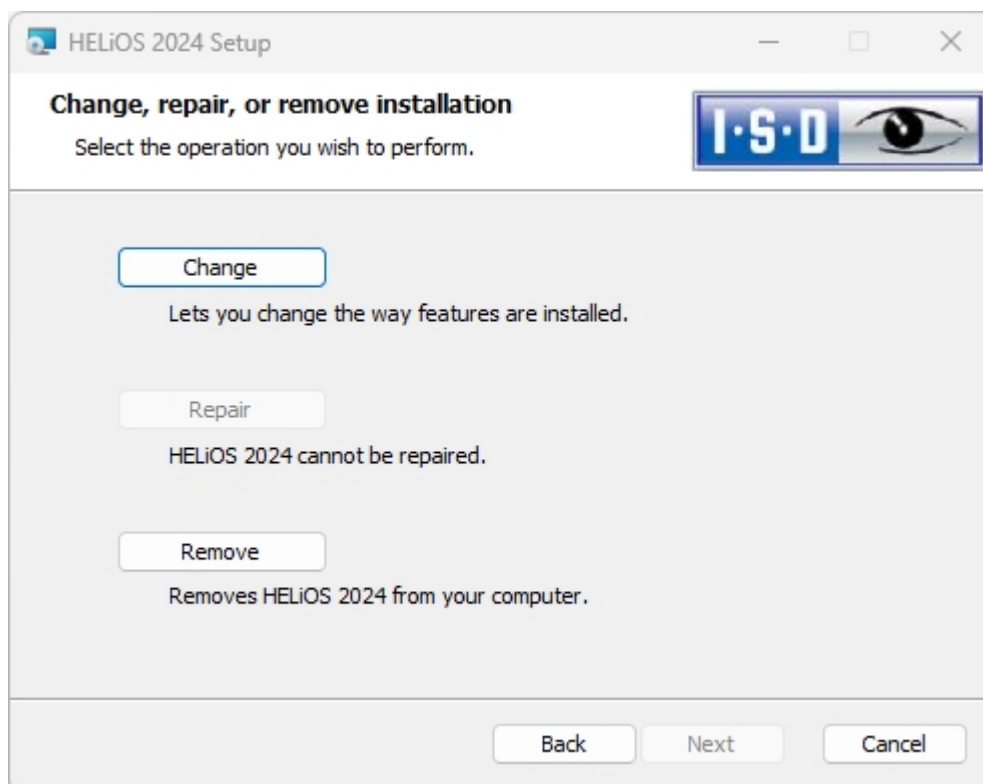 HELiOS 2024 Setup
Change, repair, or remove installation
Select the operation you wish to perform.
I·S·D
Change
Lets you change the way features are installed.
Repair
HELiOS 2024 cannot be repaired.
Remove
Removes HELiOS 2024 from your computer.
Back
Next
Cancel